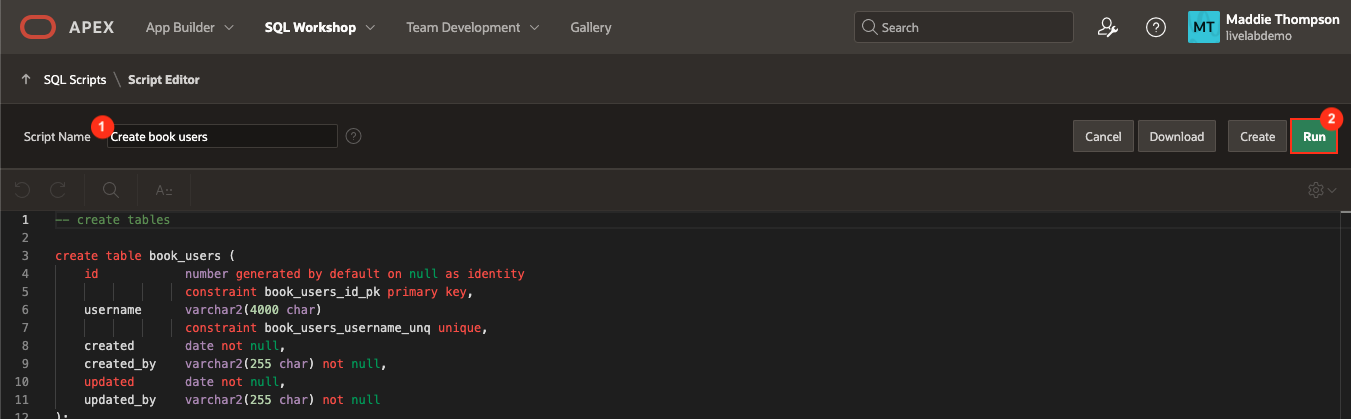 APEX App Builder SQL Workshop Team Development Gallery Search ? MT Maddie Thompson
livelabdemo
↑ SQL Scripts \ Script Editor
Script Name 1 Create book users ? Cancel Download Create Run 2
A::
1 -- create tables
2
3 create table book_users (
4 id number generated by default on null as identity
5 constraint book_users_id_pk primary key,
6 username varchar2(4000 char)
7 constraint book_users_username_unq unique,
8 created date not null,
9 created_by varchar2(255 char) not null,
10 updated date not null,
11 updated_by varchar2(255 char) not null
12 );